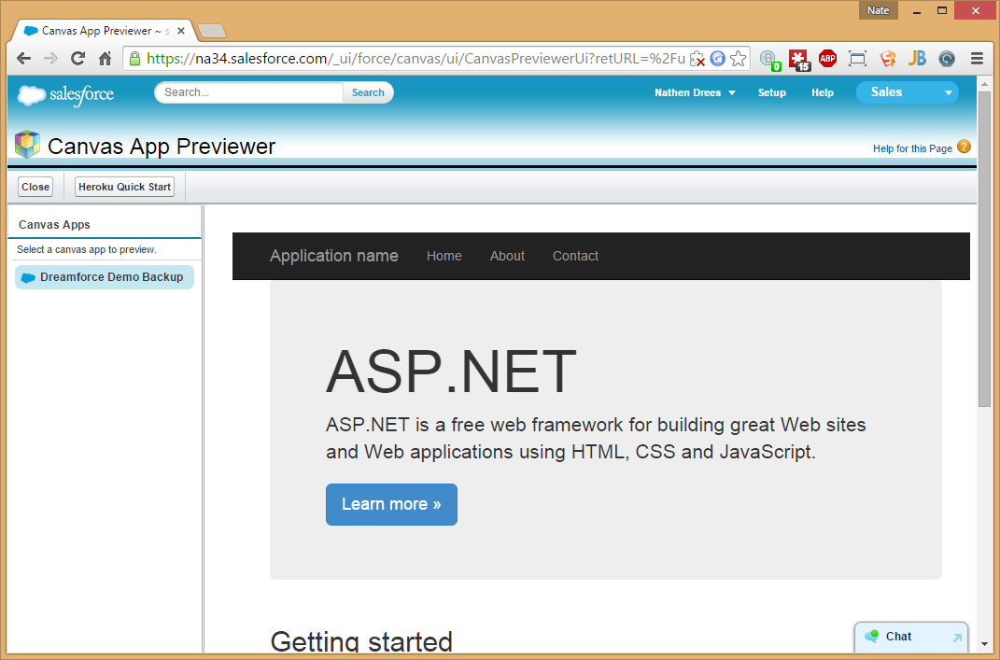 Nate
Canvas App Previewer ~ s
https://na34.salesforce.com/_ui/force/canvas/ui/CanvasPreviewerUi?retURL=%2Fu
0
15
ABP
JB
salesforce
Search...
Search
Nathen Drees
Setup
Help
Sales
Canvas App Previewer
Help for this Page ?
Close
Heroku Quick Start
Canvas Apps
Select a canvas app to preview.
Dreamforce Demo Backup
Application name
Home
About
Contact
ASP.NET
ASP.NET is a free web framework for building great Web sites
and Web applications using HTML, CSS and JavaScript.
Learn more »
Getting started
Chat